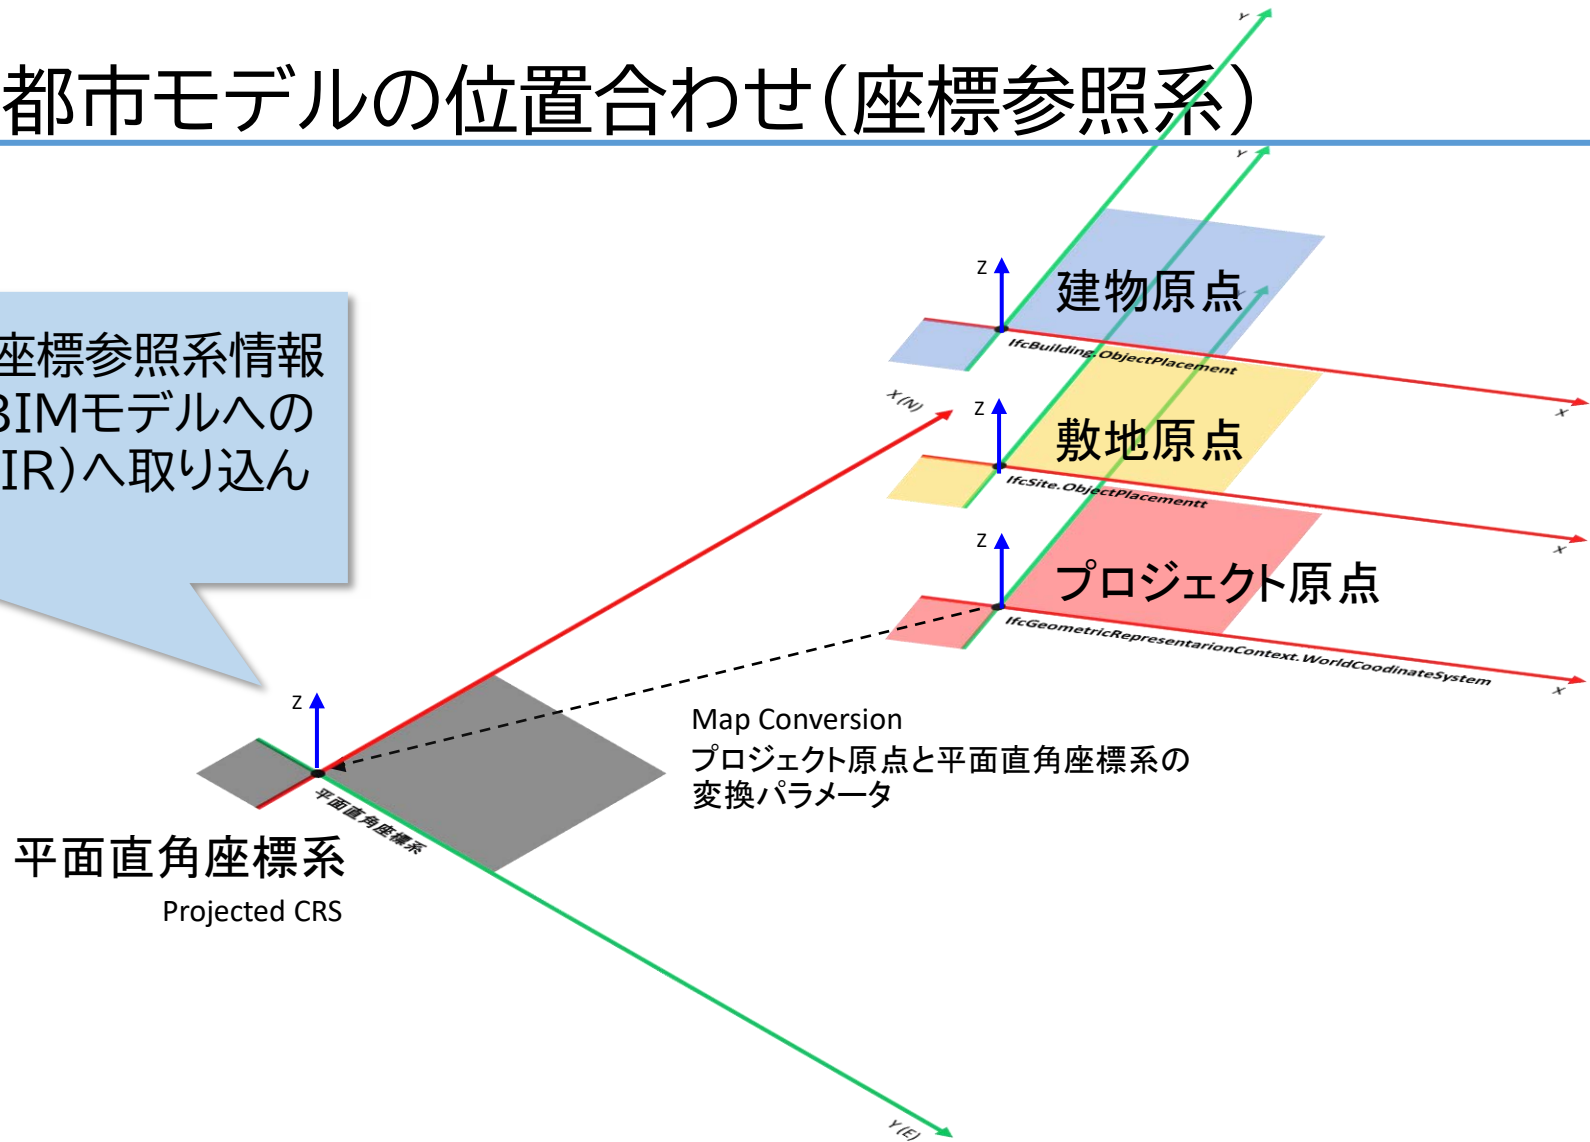 都市モデルの位置合わせ(座標参照系)
Y
Y
Z
建物原点
IfcBuilding.ObjectPlacement
X
座標参照系情報
BIMモデルへの
IR)へ取り込ん
X(N)
Z
敷地原点
IfcSite.ObjectPlacementt
X
Z
プロジェクト原点
IfcGeometricRepresentarionContext.WorldCoodinateSystem
X
Z
Map Conversion
プロジェクト原点と平面直角座標系の
変換パラメータ
平面直角座標系
平面直角座標系
Projected CRS
Y(E)